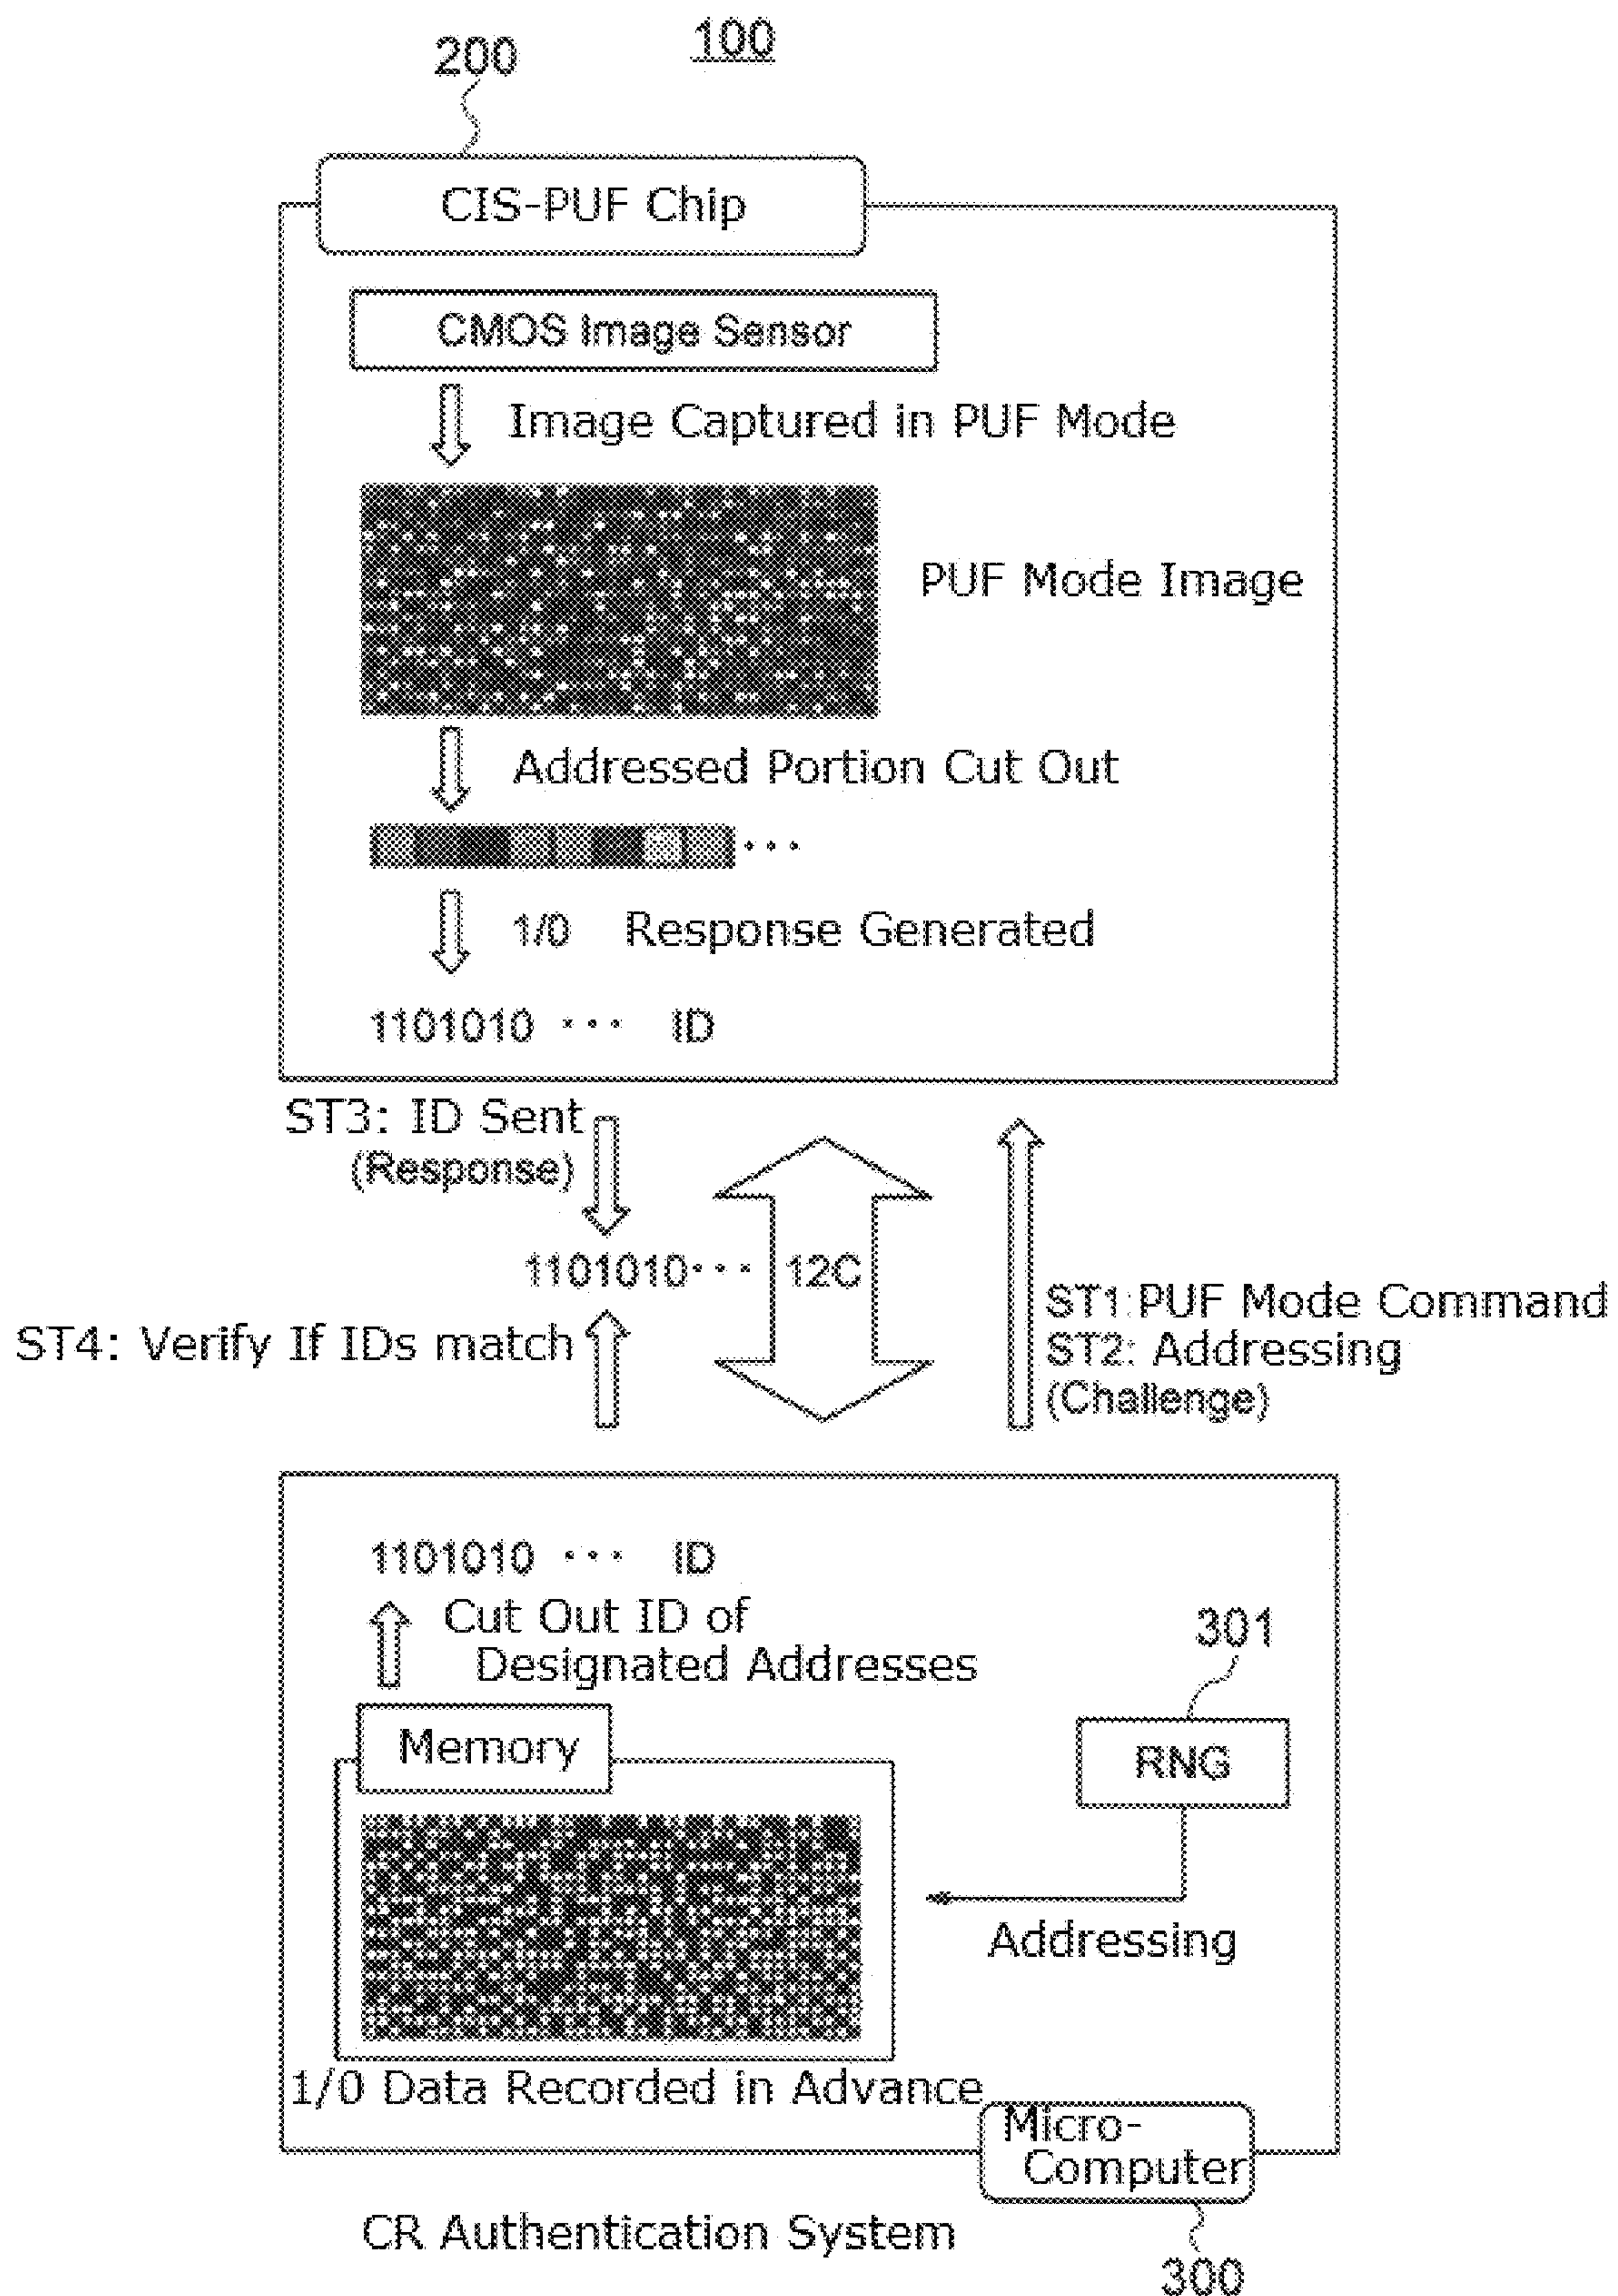 100
200
CIS-PUF Chip
CMOS Image Sensor
Image Captured in PUF Mode
PUF Mode Image
Addressed Portion Cut Out
...
1/0 Response Generated
1101010 ... ID
ST3: ID Sent
(Response)
1101010... 12C
ST4: Verify If IDs match
ST1:PUF Mode Command
ST2: Addressing
(Challenge)
1101010 ... ID
Cut Out ID of
Designated Addresses
301
Memory
RNG
Addressing
1/0 Data Recorded in Advance
Micro-
Computer
CR Authentication System
300